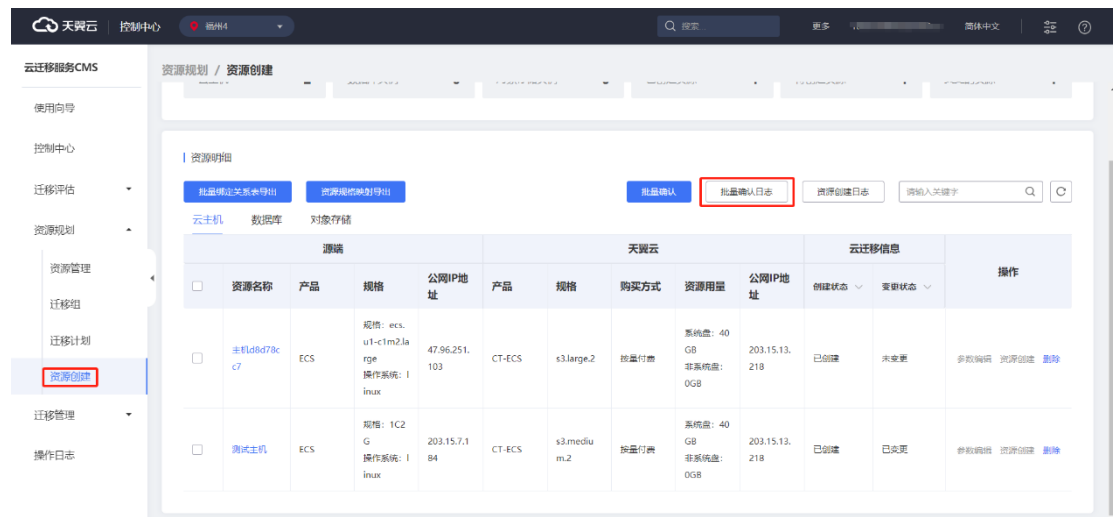 天翼云 控制中心 福州4 搜索... 更多 简体中文
云迁移服务CMS
资源规划 / 资源创建
使用向导
控制中心
迁移评估
资源规划
资源管理
迁移组
迁移计划
资源创建
迁移管理
操作日志
资源明细
批量绑定关系表导出 资源规格映射导出 批量确认 批量确认日志 资源创建日志 请输入关键字
云主机 数据库 对象存储
源端 天翼云 云迁移信息 操作
资源名称 产品 规格 公网IP地 产品 规格 购买方式 资源用量 公网IP地 创建状态 变更状态
址 址
规格：ecs.
u1-c1m2.la
rge
操作系统：l
inux
主机d8d78c
c7
ECS
47.96.251.
103
CT-ECS
s3.large.2
按量付费
系统盘：40
GB
非系统盘：
0GB
203.15.13.
218
已创建
未变更
参数编辑 资源创建 删除
测试主机
ECS
规格：1C2
G
操作系统：l
inux
203.15.7.1
84
CT-ECS
s3.mediu
m.2
按量付费
系统盘：40
GB
非系统盘：
0GB
203.15.13.
218
已创建
已变更
参数编辑 资源创建 删除